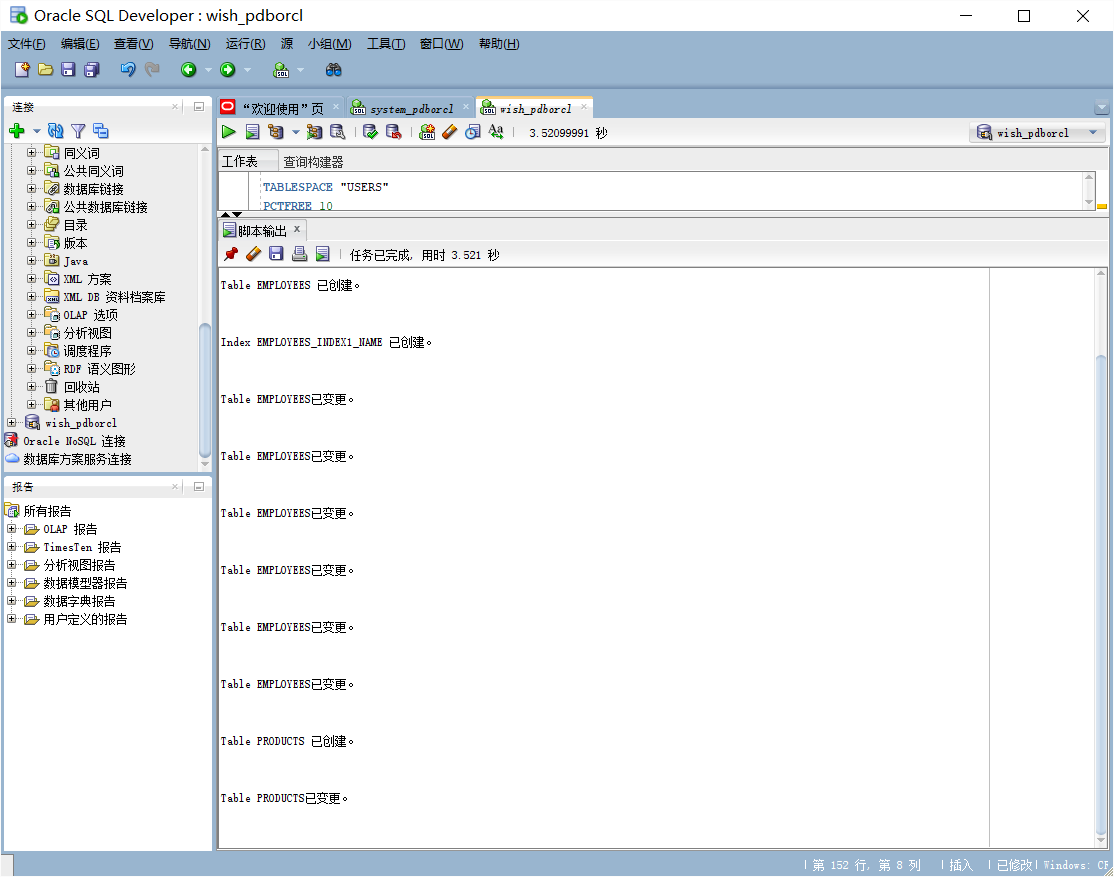 Oracle SQL Developer : wish_pdborcl
文件(F) 编辑(E) 查看(V) 导航(N) 运行(R) 源 小组(M) 工具(T) 窗口(W) 帮助(H)
连接
同义词
公共同义词
数据库链接
公共数据库链接
目录
版本
Java
XML 方案
XML DB 资料档案库
OLAP 选项
分析视图
调度程序
RDF 语义图形
回收站
其他用户
wish_pdborcl
Oracle NoSQL 连接
数据库方案服务连接
报告
所有报告
OLAP 报告
TimesTen 报告
分析视图报告
数据模型器报告
数据字典报告
用户定义的报告
“欢迎使用”页 system_pdborcl wish_pdborcl
3.52099991 秒 wish_pdborcl
工作表 查询构建器
TABLESPACE "USERS"
PCTFREE 10
脚本输出 x
任务已完成, 用时 3.521 秒
Table EMPLOYEES 已创建。
Index EMPLOYEES_INDEX1_NAME 已创建。
Table EMPLOYEES已变更。
Table EMPLOYEES已变更。
Table EMPLOYEES已变更。
Table EMPLOYEES已变更。
Table EMPLOYEES已变更。
Table EMPLOYEES已变更。
Table PRODUCTS 已创建。
Table PRODUCTS已变更。
第 152 行, 第 8 列 | 插入 | 已修改 | Windows: CR